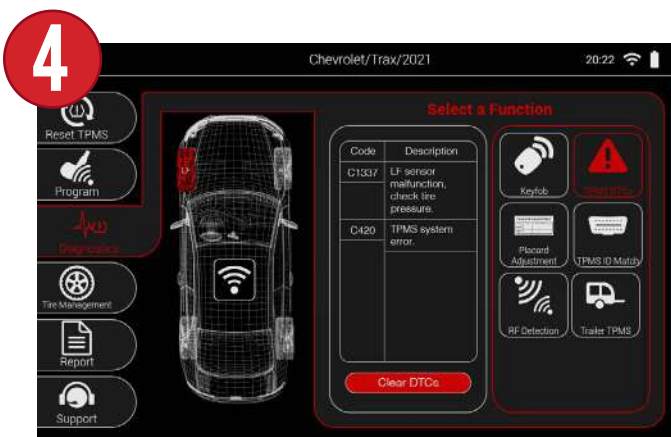 4
Chevrolet/Trax/2021
20:22
Reset TPMS
Program
Diagnostics
Tire Management
Report
Support
LF
Select a Function
Code Description
C1337 LF sensor
malfunction,
check tire
pressure.
C420 TPMS system
error.
Clear DTCs
Keyfob
TPMS DTCs
Placard
Adjustment
TPMS ID Match
RF Detection
Trailer TPMS